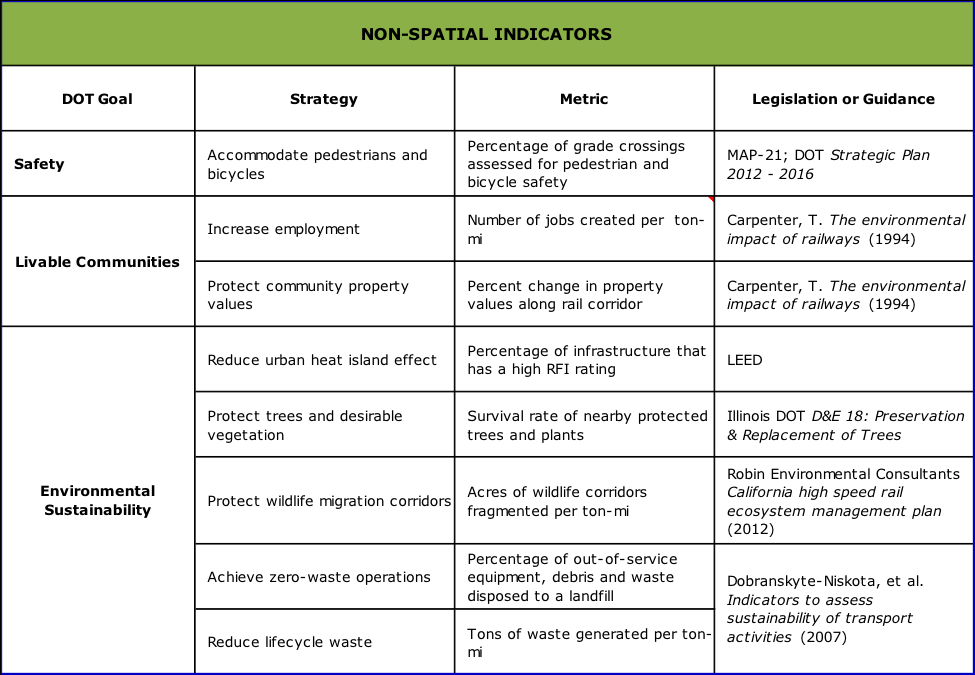 NON-SPATIAL INDICATORS
DOT Goal
Strategy
Metric
Legislation or Guidance
Safety
Accommodate pedestrians and
bicycles
Percentage of grade crossings
assessed for pedestrian and
bicycle safety
MAP-21; DOT Strategic Plan
2012 - 2016
Livable Communities
Increase employment
Number of jobs created per ton-
mi
Carpenter, T. The environmental
impact of railways (1994)
Protect community property
values
Percent change in property
values along rail corridor
Carpenter, T. The environmental
impact of railways (1994)
Environmental
Sustainability
Reduce urban heat island effect
Percentage of infrastructure that
has a high RFI rating
LEED
Protect trees and desirable
vegetation
Survival rate of nearby protected
trees and plants
Illinois DOT D&E 18: Preservation
& Replacement of Trees
Protect wildlife migration corridors
Acres of wildlife corridors
fragmented per ton-mi
Robin Environmental Consultants
California high speed rail
ecosystem management plan
(2012)
Achieve zero-waste operations
Percentage of out-of-service
equipment, debris and waste
disposed to a landfill
Dobranskyte-Niskota, et al.
Indicators to assess
sustainability of transport
activities (2007)
Reduce lifecycle waste
Tons of waste generated per ton-
mi